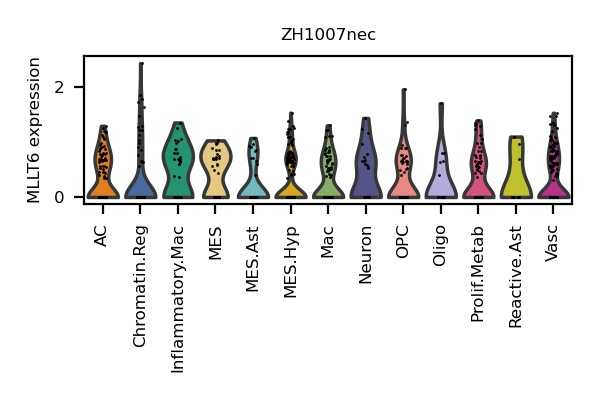 ZH1007nec
MLLT6 expression
2
0
AC
Chromatin.Reg
Inflammatory.Mac
MES
MES.Ast
MES.Hyp
Mac
Neuron
OPC
Oligo
Prolif.Metab
Reactive.Ast
Vasc